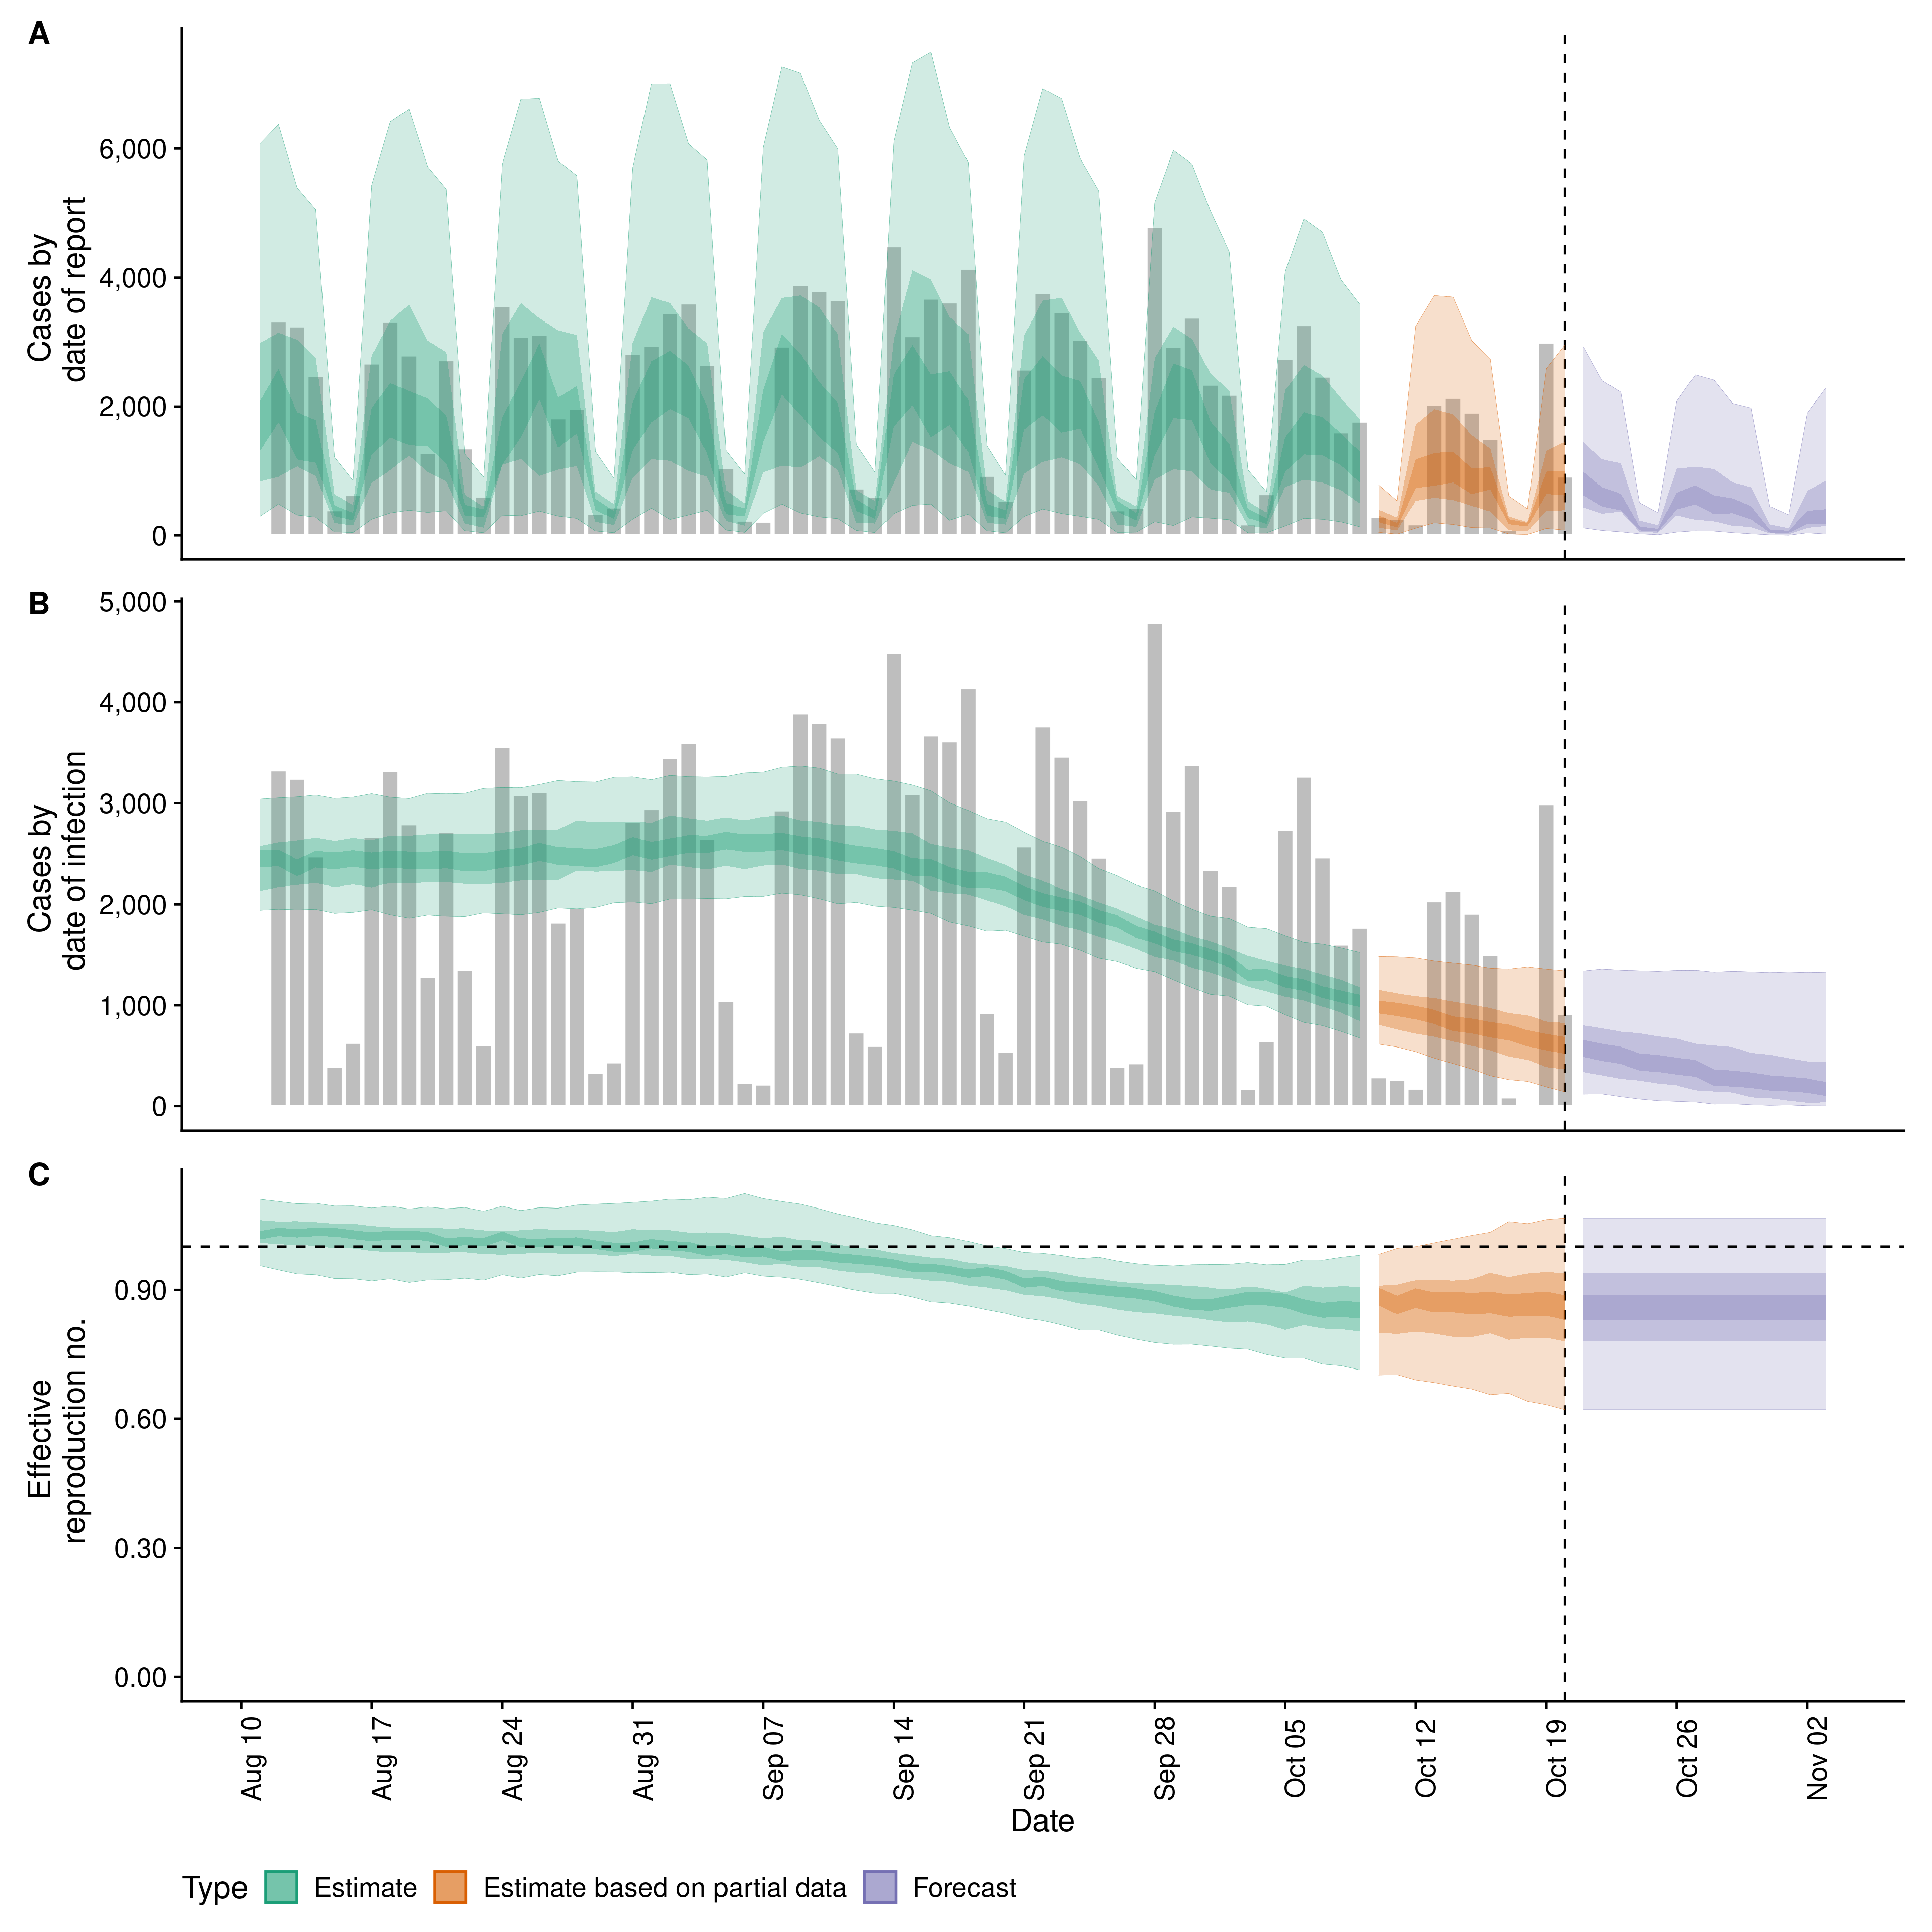 A
Cases by
date of report
6,000
4,000
2,000
0
B
Cases by
date of infection
5,000
4,000
3,000
2,000
1,000
0
C
Effective
reproduction no.
0.90
0.60
0.30
0.00
Aug 10
Aug 17
Aug 24
Aug 31
Sep 07
Sep 14
Sep 21
Sep 28
Oct 05
Oct 12
Oct 19
Oct 26
Nov 02
Date
Type Estimate Estimate based on partial data Forecast